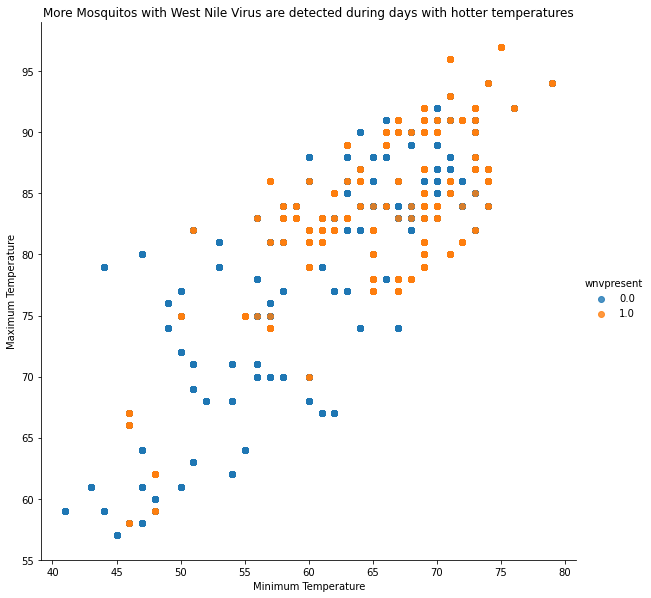 More Mosquitos with West Nile Virus are detected during days with hotter temperatures
95
90
85
80
75
70
65
60
55
Maximum Temperature
40 45 50 55 60 65 70 75 80
Minimum Temperature
wnvpresent
0.0
1.0